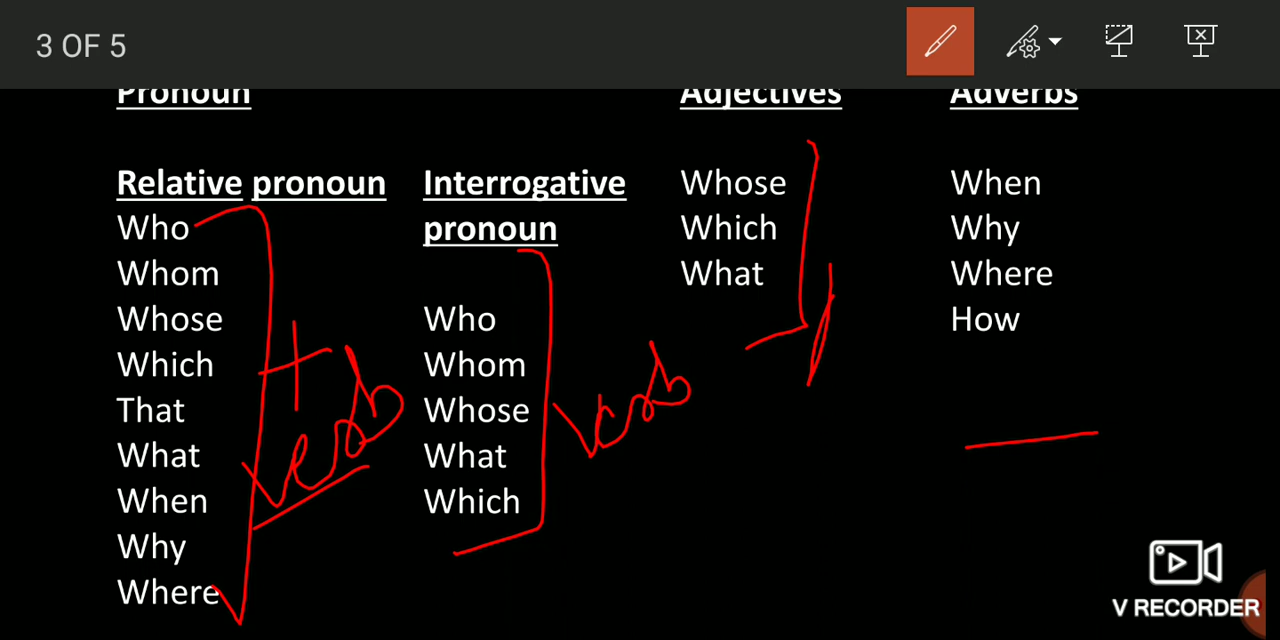 3 OF 5
Pronoun
Adjectives
Adverbs
Relative pronoun
Who
Whom
Whose
Which
That
What
When
Why
Where
+ verb
Interrogative
pronoun
Who
Whom
Whose
What
Which
verb
Whose
Which
What
When
Why
Where
How
V RECORDER